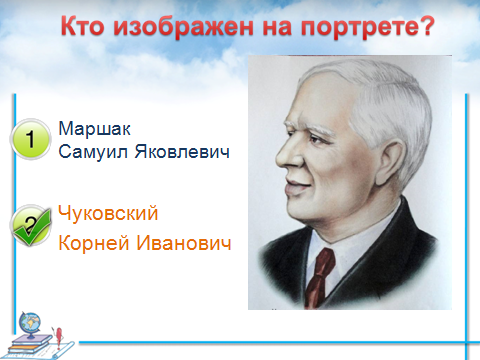 Кто изображен на портрете?
1
Маршак
Самуил Яковлевич
2
Чуковский
Корней Иванович